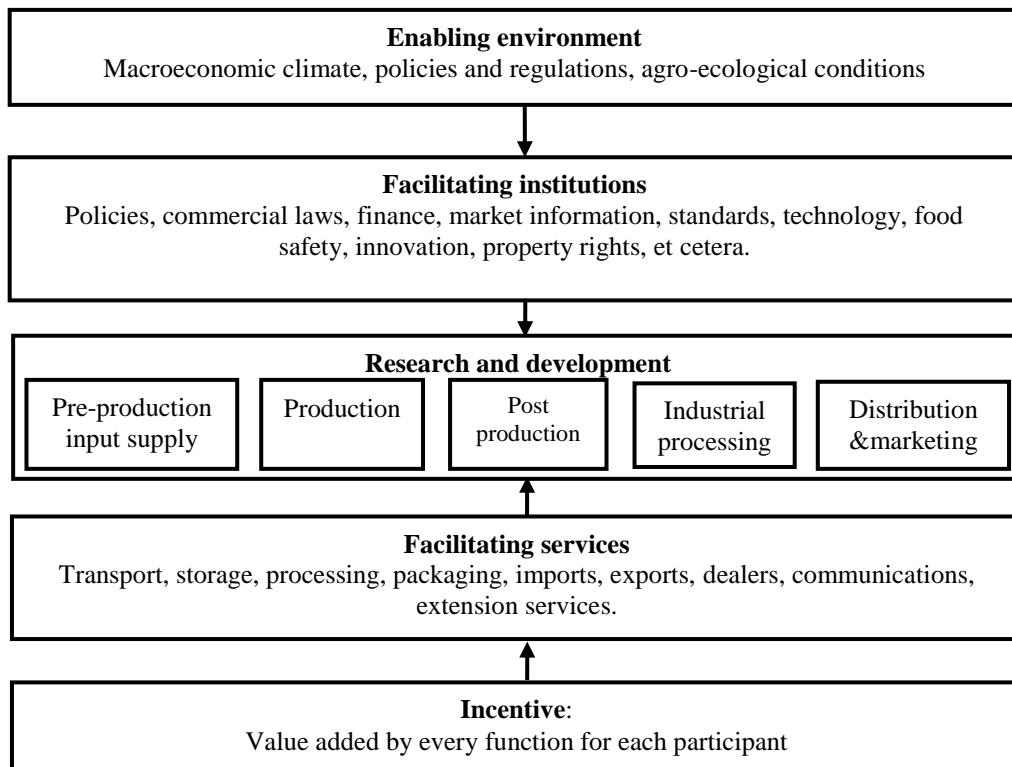 Enabling environment
Macroeconomic climate, policies and regulations, agro-ecological conditions
Facilitating institutions
Policies, commercial laws, finance, market information, standards, technology, food
safety, innovation, property rights, et cetera.
Research and development
Pre-production
input supply
Production
Post
production
Industrial
processing
Distribution
&marketing
Facilitating services
Transport, storage, processing, packaging, imports, exports, dealers, communications,
extension services.
Incentive:
Value added by every function for each participant